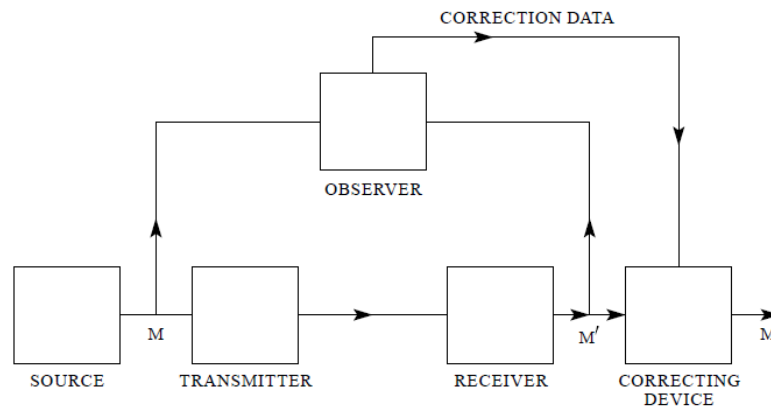 CORRECTION DATA
OBSERVER
M
M′
M
SOURCE
TRANSMITTER
RECEIVER
CORRECTING
DEVICE